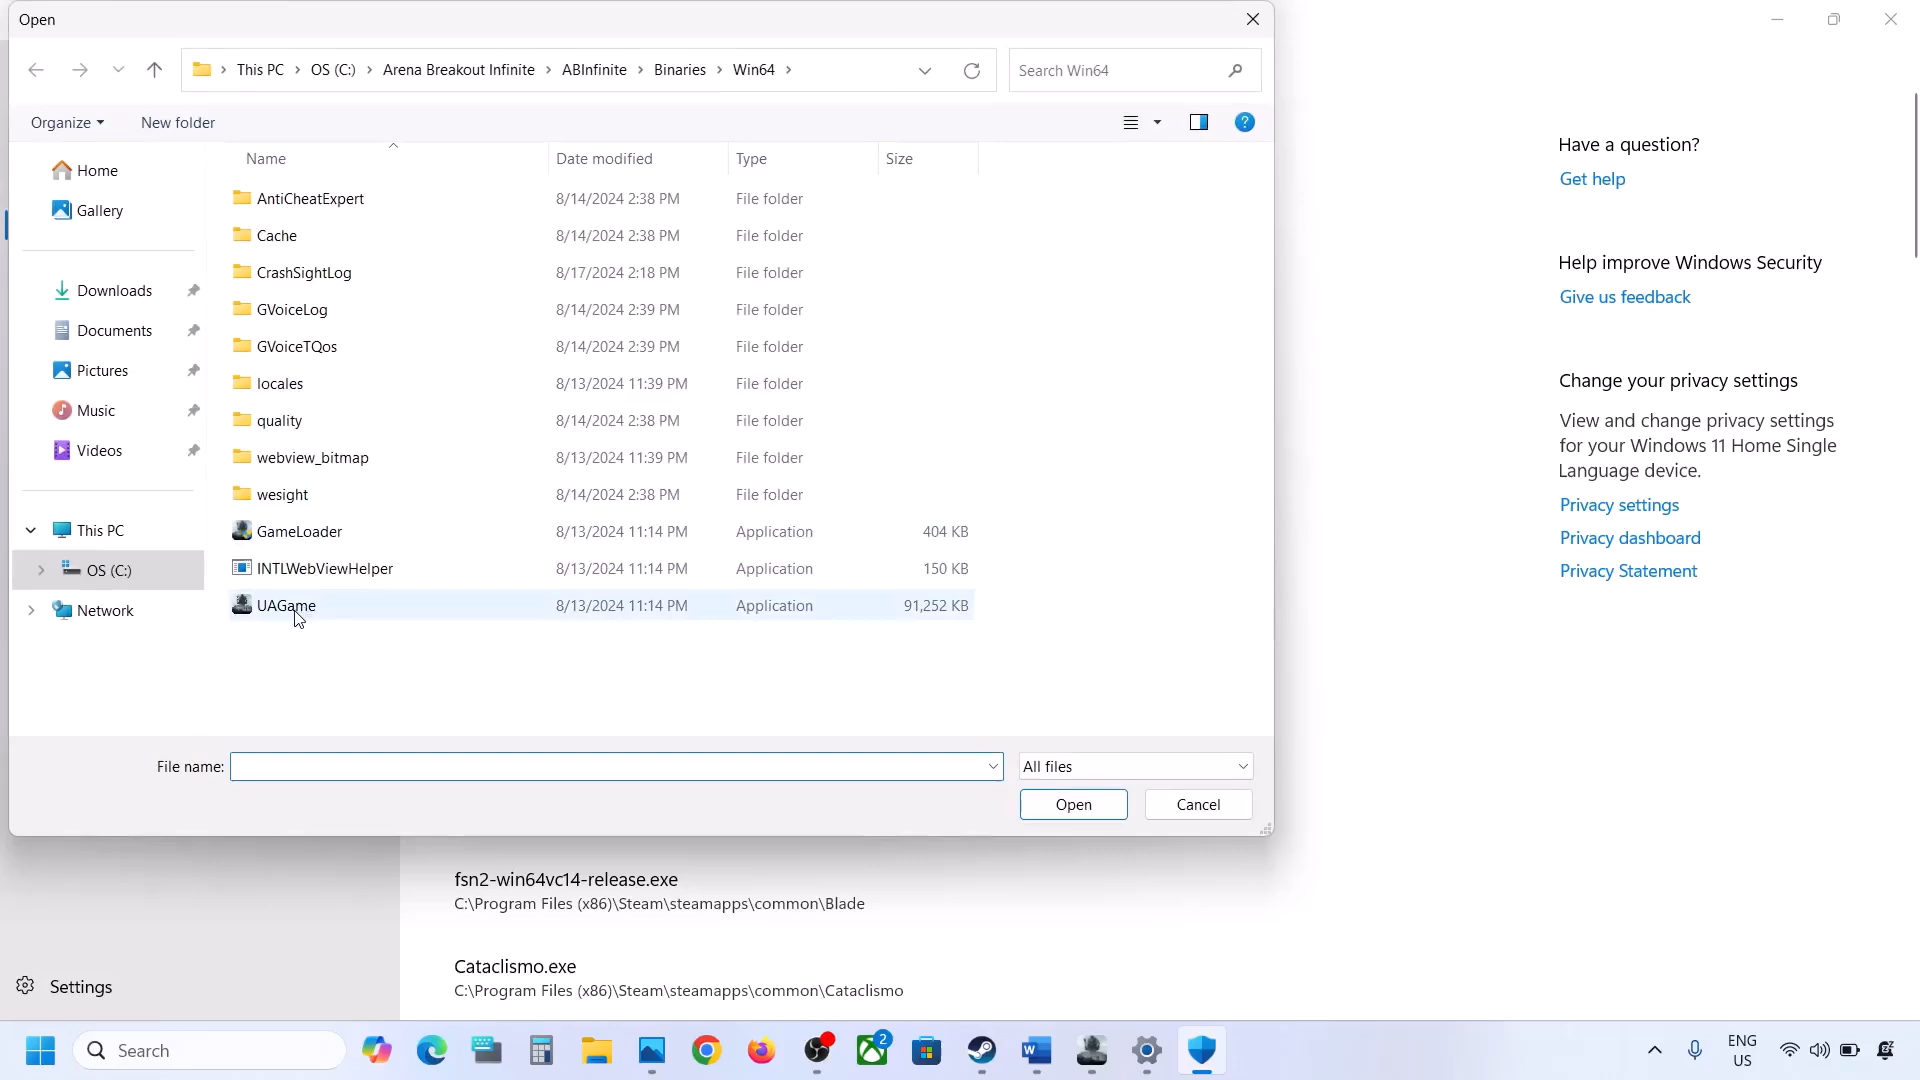 Open
This PC > OS (C:) > Arena Breakout Infinite > ABInfinite > Binaries > Win64 >
Search Win64
Organize
New folder
?
Name
Date modified
Type
Size
Home
Gallery
Downloads
Documents
Pictures
Music
Videos
This PC
OS (C:)
Network
AntiCheatExpert 8/14/2024 2:38 PM File folder
Cache 8/14/2024 2:38 PM File folder
CrashSightLog 8/17/2024 2:18 PM File folder
GVoiceLog 8/14/2024 2:39 PM File folder
GVoiceTQos 8/14/2024 2:39 PM File folder
locales 8/13/2024 11:39 PM File folder
quality 8/14/2024 2:38 PM File folder
webview_bitmap 8/13/2024 11:39 PM File folder
wesight 8/14/2024 2:38 PM File folder
GameLoader 8/13/2024 11:14 PM Application 404 KB
INTLWebViewHelper 8/13/2024 11:14 PM Application 150 KB
UAGame 8/13/2024 11:14 PM Application 91,252 KB
File name:
All files
Open
Cancel
Have a question?
Get help
Help improve Windows Security
Give us feedback
Change your privacy settings
View and change privacy settings
for your Windows 11 Home Single
Language device.
Privacy settings
Privacy dashboard
Privacy Statement
fsn2-win64vc14-release.exe
C:\Program Files (x86)\Steam\steamapps\common\Blade
Cataclismo.exe
C:\Program Files (x86)\Steam\steamapps\common\Cataclismo
Settings
Search
2
ENG
US